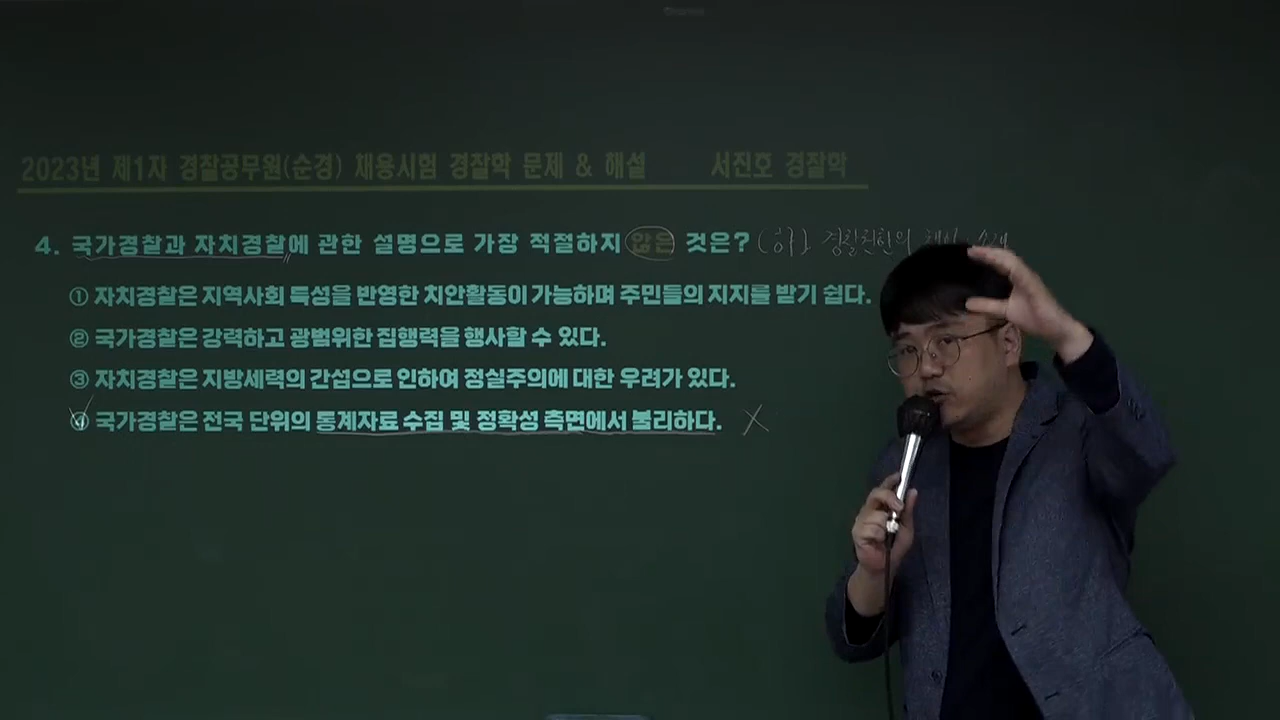 2023년 제1차 경찰공무원(순경) 채용시험 경찰학 문제 & 해설 서진호 경찰학
4. 국가경찰과 자치경찰에 관한 설명으로 가장 적절하지 않은 것은? (하)
① 자치경찰은 지역사회 특성을 반영한 치안활동이 가능하며 주민들의 지지를 받기 쉽다.
② 국가경찰은 강력하고 광범위한 집행력을 행사할 수 있다.
③ 자치경찰은 지방세력의 간섭으로 인하여 정실주의에 대한 우려가 있다.
④ 국가경찰은 전국 단위의 통계자료 수집 및 정확성 측면에서 불리하다. X